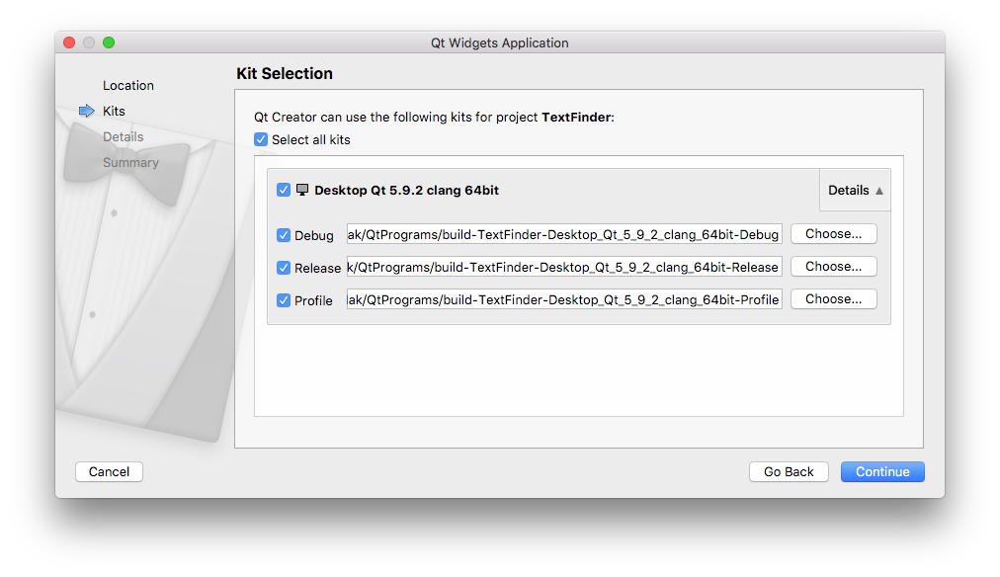 Qt Widgets Application
Location
Kits
Details
Summary
Kit Selection
Qt Creator can use the following kits for project TextFinder:
Select all kits
Desktop Qt 5.9.2 clang 64bit
Details ▲
Debug ak/QtPrograms/build-TextFinder-Desktop_Qt_5_9_2_clang_64bit-Debug Choose...
Release k/QtPrograms/build-TextFinder-Desktop_Qt_5_9_2_clang_64bit-Release Choose...
Profile ak/QtPrograms/build-TextFinder-Desktop_Qt_5_9_2_clang_64bit-Profile Choose...
Cancel
Go Back
Continue